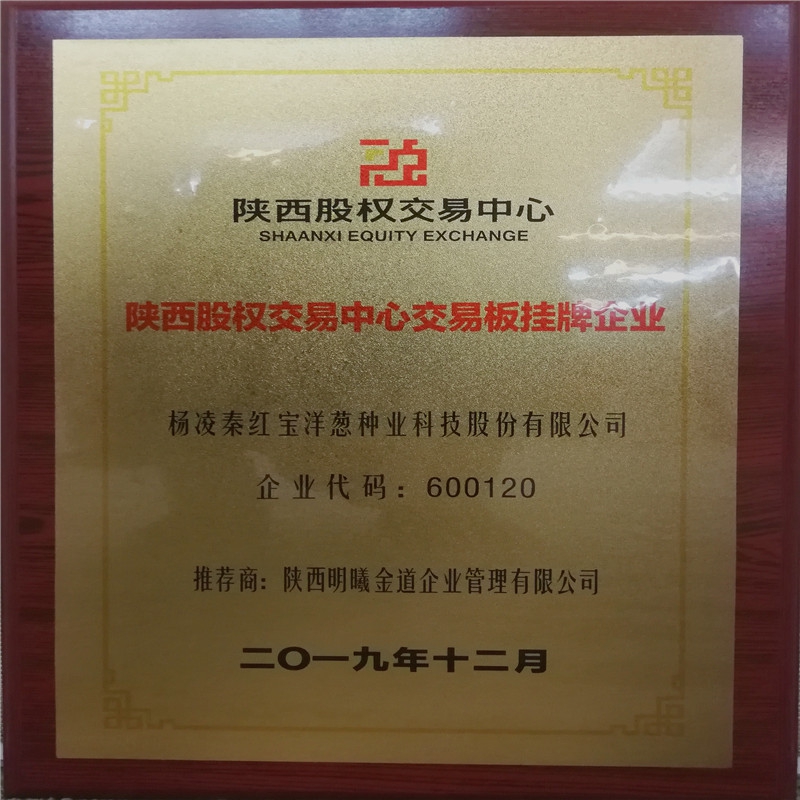 陕西股权交易中心
SHAANXI EQUITY EXCHANGE
陕西股权交易中心交易板挂牌企业
杨凌秦红宝洋葱种业科技股份有限公司
企业代码：600120
推荐商：陕西明曦金道企业管理有限公司
二〇一九年十二月